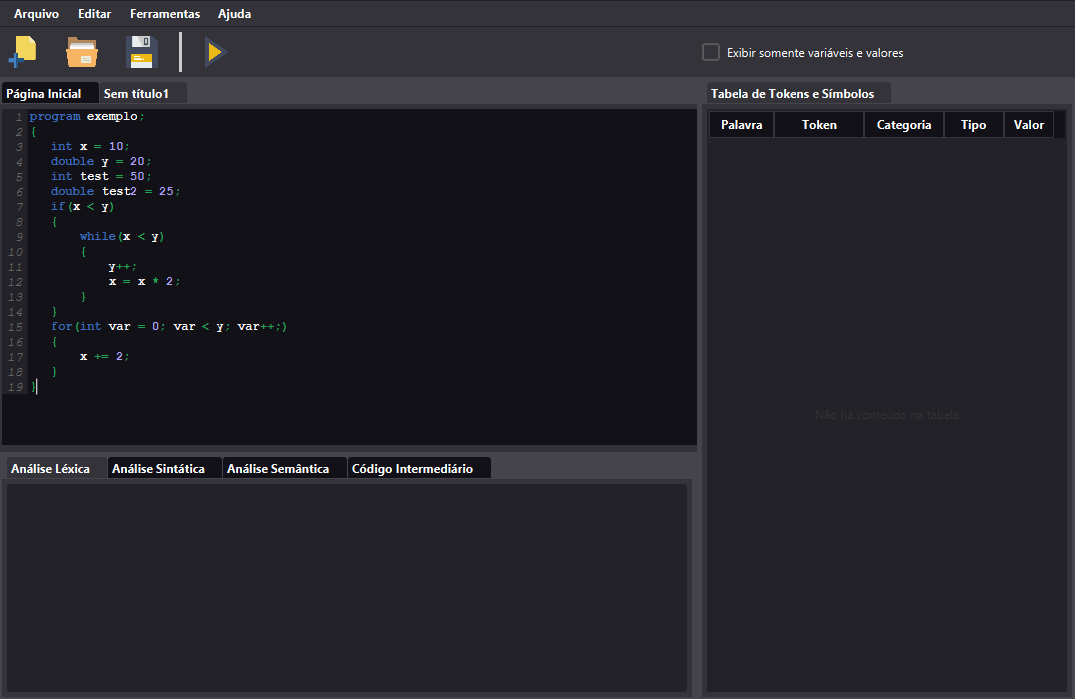 Arquivo Editar Ferramentas Ajuda
Exibir somente variáveis e valores
Página Inicial Sem título1
1 program exemplo;
2 {
3 int x = 10;
4 double y = 20;
5 int test = 50;
6 double test2 = 25;
7 if(x < y)
8 {
9 while(x < y)
10 {
11 y++;
12 x = x * 2;
13 }
14 }
15 for(int var = 0; var < y; var++;)
16 {
17 x += 2;
18 }
19 }
Análise Léxica Análise Sintática Análise Semântica Código Intermediário
Tabela de Tokens e Símbolos
Palavra Token Categoria Tipo Valor
Não há conteúdo na tabela